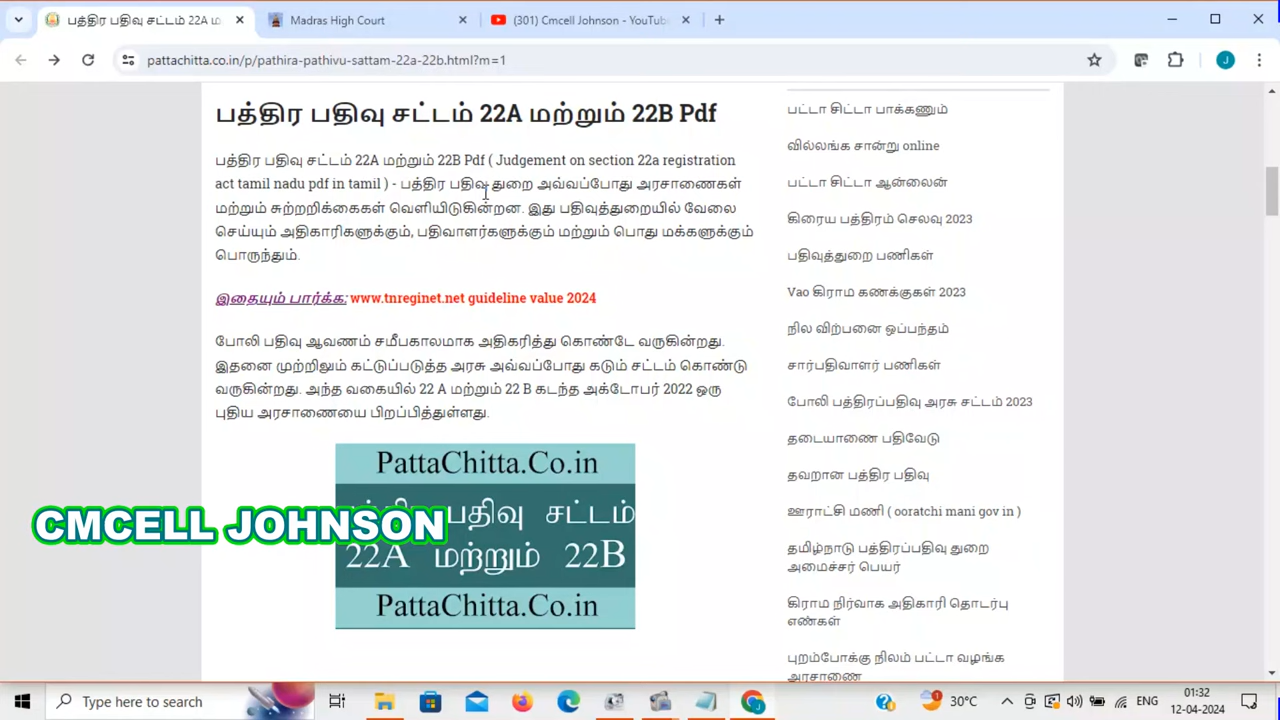 பத்திர பதிவு சட்டம் 22A ம
Madras High Court
(301) Cmcell Johnson - YouTub
pattachitta.co.in/p/pathira-pathivu-sattam-22a-22b.html?m=1
J
பத்திர பதிவு சட்டம் 22A மற்றும் 22B Pdf
பத்திர பதிவு சட்டம் 22A மற்றும் 22B Pdf ( Judgement on section 22a registration
act tamil nadu pdf in tamil ) - பத்திர பதிவு துறை அவ்வப்போது அரசாணைகள்
மற்றும் சுற்றறிக்கைகள் வெளியிடுகின்றன. இது பதிவுத்துறையில் வேலை
செய்யும் அதிகாரிகளுக்கும், பதிவாளர்களுக்கும் மற்றும் பொது மக்களுக்கும்
பொருந்தும்.
இதையும் பார்க்க: www.tnreginet.net guideline value 2024
போலி பதிவு ஆவணம் சமீபகாலமாக அதிகரித்து கொண்டே வருகின்றது.
இதனை முற்றிலும் கட்டுப்படுத்த அரசு அவ்வப்போது கடும் சட்டம் கொண்டு
வருகின்றது. அந்த வகையில் 22 A மற்றும் 22 B கடந்த அக்டோபர் 2022 ஒரு
புதிய அரசாணையை பிறப்பித்துள்ளது.
PattaChitta.Co.in
பதிவு சட்டம்
22A மற்றும் 22B
PattaChitta.Co.in
CMCELL JOHNSON
பட்டா சிட்டா பாக்கணும்
வில்லங்க சான்று online
பட்டா சிட்டா ஆன்லைன்
கிரைய பத்திரம் செலவு 2023
பதிவுத்துறை பணிகள்
Vao கிராம கணக்குகள் 2023
நில விற்பனை ஒப்பந்தம்
சார்பதிவாளர் பணிகள்
போலி பத்திரப்பதிவு அரசு சட்டம் 2023
தடையாணை பதிவேடு
தவறான பத்திர பதிவு
ஊராட்சி மணி ( ooratchi mani gov in )
தமிழ்நாடு பத்திரப்பதிவு துறை
அமைச்சர் பெயர்
கிராம நிர்வாக அதிகாரி தொடர்பு
எண்கள்
புறம்போக்கு நிலம் பட்டா வழங்க
அரசாணை
Type here to search
30°C
ENG
01:32
12-04-2024